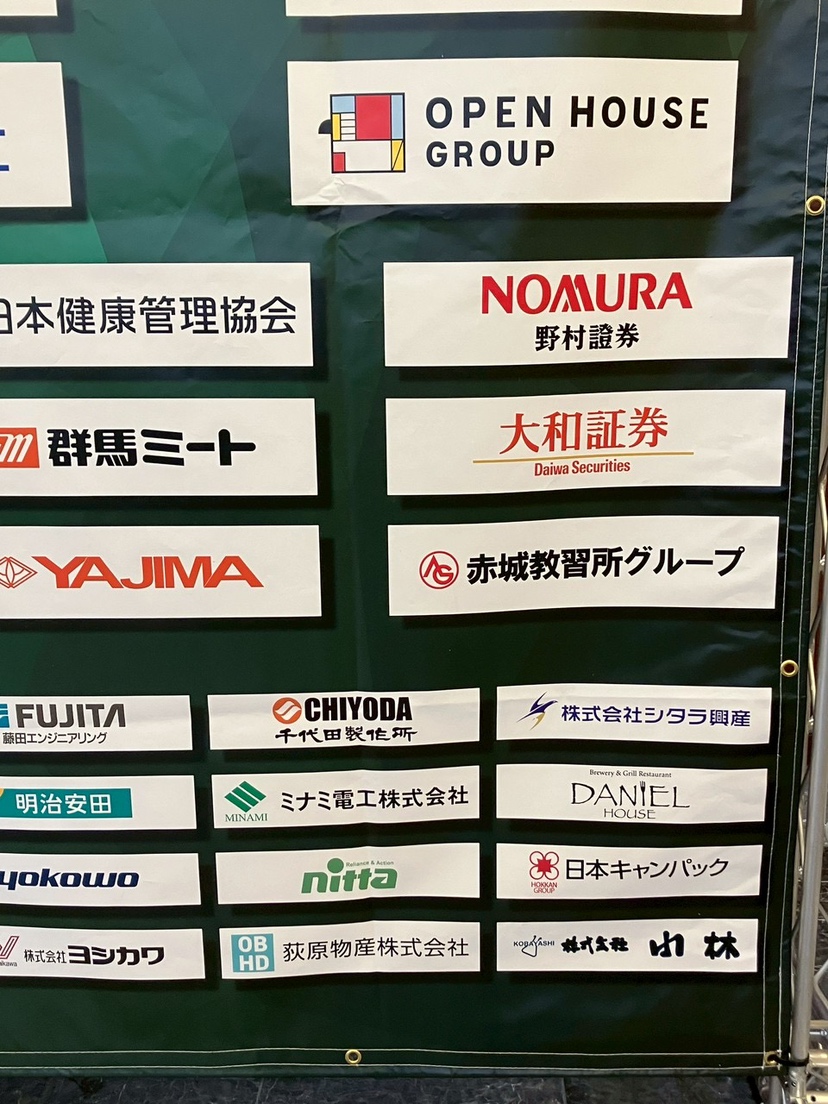 OPEN HOUSE
GROUP
日本健康管理協会
NOMURA
野村證券
群馬ミート
大和証券
Daiwa Securities
YAJIMA
AG
赤城教習所グループ
FUJITA
藤田エンジニアリング
CHIYODA
千代田製作所
株式会社シタラ興産
明治安田
MINAMI
ミナミ電工株式会社
Brewery & Grill Restaurant
DANIEL
HOUSE
yokowo
Reliance & Action
nitta
HOKKAN
GROUP
日本キャンパック
株式会社ヨシカワ
OB
HD
荻原物産株式会社
KOBAYASHI
株式会社 小林